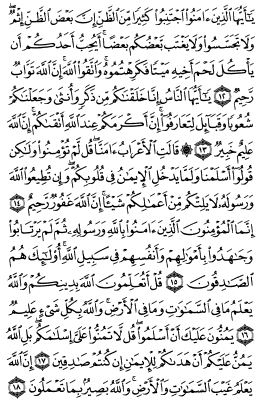 يَٰٓأَيُّهَا ٱلَّذِينَ ءَامَنُوا۟ ٱجْتَنِبُوا۟ كَثِيرًا مِّنَ ٱلظَّنِّ إِنَّ بَعْضَ ٱلظَّنِّ إِثْمٌ ۖ
وَلَا تَجَسَّسُوا۟ وَلَا يَغْتَب بَّعْضُكُم بَعْضًا ۚ أَيُحِبُّ أَحَدُكُمْ أَن
يَأْكُلَ لَحْمَ أَخِيهِ مَيْتًا فَكَرِهْتُمُوهُ ۚ وَٱتَّقُوا۟ ٱللَّهَ ۚ إِنَّ ٱللَّهَ تَوَّابٌ
رَّحِيمٌ ١٢ يَٰٓأَيُّهَا ٱلنَّاسُ إِنَّا خَلَقْنَٰكُم مِّن ذَكَرٍ وَأُنثَىٰ وَجَعَلْنَٰكُمْ
شُعُوبًا وَقَبَآئِلَ لِتَعَارَفُوٓا۟ ۚ إِنَّ أَكْرَمَكُمْ عِندَ ٱللَّهِ أَتْقَىٰكُمْ ۚ إِنَّ ٱللَّهَ
عَلِيمٌ خَبِيرٌ ١٣ ۞ قَالَتِ ٱلْأَعْرَابُ ءَامَنَّا ۖ قُل لَّمْ تُؤْمِنُوا۟ وَلَٰكِن
قُولُوٓا۟ أَسْلَمْنَا وَلَمَّا يَدْخُلِ ٱلْإِيمَٰنُ فِى قُلُوبِكُمْ ۖ وَإِن تُطِيعُوا۟ ٱللَّهَ
وَرَسُولَهُۥ لَا يَلِتْكُم مِّنْ أَعْمَٰلِكُمْ شَيْـًٔا ۚ إِنَّ ٱللَّهَ غَفُورٌ رَّحِيمٌ ١٤
إِنَّمَا ٱلْمُؤْمِنُونَ ٱلَّذِينَ ءَامَنُوا۟ بِٱللَّهِ وَرَسُولِهِۦ ثُمَّ لَمْ يَرْتَابُوا۟
وَجَٰهَدُوا۟ بِأَمْوَٰلِهِمْ وَأَنفُسِهِمْ فِى سَبِيلِ ٱللَّهِ ۚ أُو۟لَٰٓئِكَ هُمُ
ٱلصَّٰدِقُونَ ١٥ قُلْ أَتُعَلِّمُونَ ٱللَّهَ بِدِينِكُمْ وَٱللَّهُ
يَعْلَمُ مَا فِى ٱلسَّمَٰوَٰتِ وَمَا فِى ٱلْأَرْضِ ۚ وَٱللَّهُ بِكُلِّ شَىْءٍ عَلِيمٌ
١٦ يَمُنُّونَ عَلَيْكَ أَنْ أَسْلَمُوا۟ ۖ قُل لَّا تَمُنُّوا۟ عَلَىَّ إِسْلَٰمَكُم ۖ بَلِ ٱللَّهُ
يَمُنُّ عَلَيْكُمْ أَنْ هَدَىٰكُمْ لِلْإِيمَٰنِ إِن كُنتُمْ صَٰدِقِينَ ١٧ إِنَّ ٱللَّهَ
يَعْلَمُ غَيْبَ ٱلسَّمَٰوَٰتِ وَٱلْأَرْضِ ۚ وَٱللَّهُ بَصِيرٌۢ بِمَا تَعْمَلُونَ ١٨